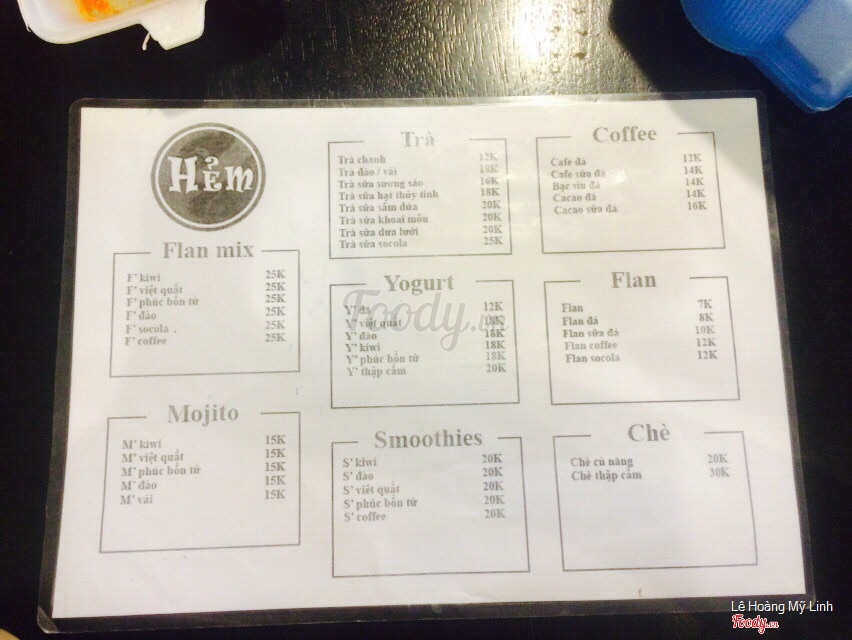 HẺM
Flan mix
F' kiwi 25K
F' việt quất 25K
F' phúc bồn tử 25K
F' đào 25K
F' socola 25K
F' coffee 25K
Mojito
M' kiwi 15K
M' việt quất 15K
M' phúc bồn tử 15K
M' đào 15K
M' vải 15K
Trà
Trà chanh 12K
Trà đào / vải 18K
Trà sữa sương sáo 16K
Trà sữa hạt thủy tinh 18K
Trà sữa sâm dứa 20K
Trà sữa khoai môn 20K
Trà sữa dưa lưới 20K
Trà sữa socola 25K
Yogurt
Y' đá 12K
Y' việt quất 18K
Y' đào 18K
Y' kiwi 18K
Y' phúc bồn tử 18K
Y' thập cẩm 20K
Smoothies
S' kiwi 20K
S' đào 20K
S' việt quất 20K
S' phúc bồn tử 20K
S' coffee 20K
Coffee
Cafe đá 12K
Cafe sữa đá 14K
Bạc sỉu đá 14K
Cacao đá 14K
Cacao sữa đá 16K
Flan
Flan 7K
Flan đá 8K
Flan sữa đá 10K
Flan coffee 12K
Flan socola 12K
Chè
Chè củ năng 20K
Chè thập cẩm 30K
Foody.vn
Lê Hoàng Mỹ Linh
Foody.vn